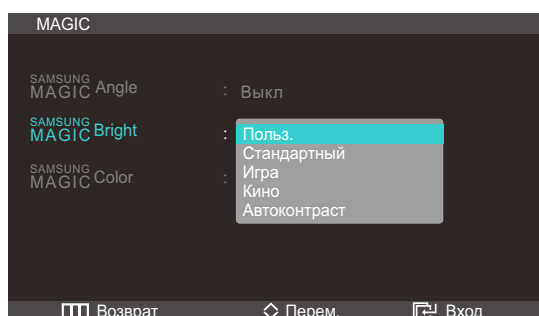 MAGIC
SAMSUNG
MAGIC Angle : Выкл
SAMSUNG
MAGIC Bright : Польз.
Стандартный
Игра
Кино
Автоконтраст
SAMSUNG
MAGIC Color :
Возврат Перем. Вход